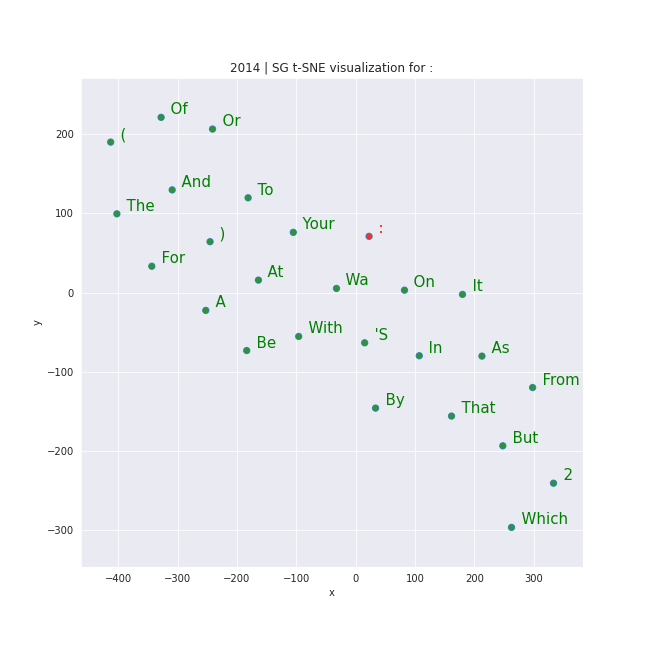 2014 | SG t-SNE visualization for :
Of
Or
(
And
To
The
Your
:
)
For
At
Wa
On
It
A
With
'S
Be
In
As
From
By
That
But
2
Which
200
100
0
−100
−200
−300
y
−400 −300 −200 −100 0 100 200 300
x